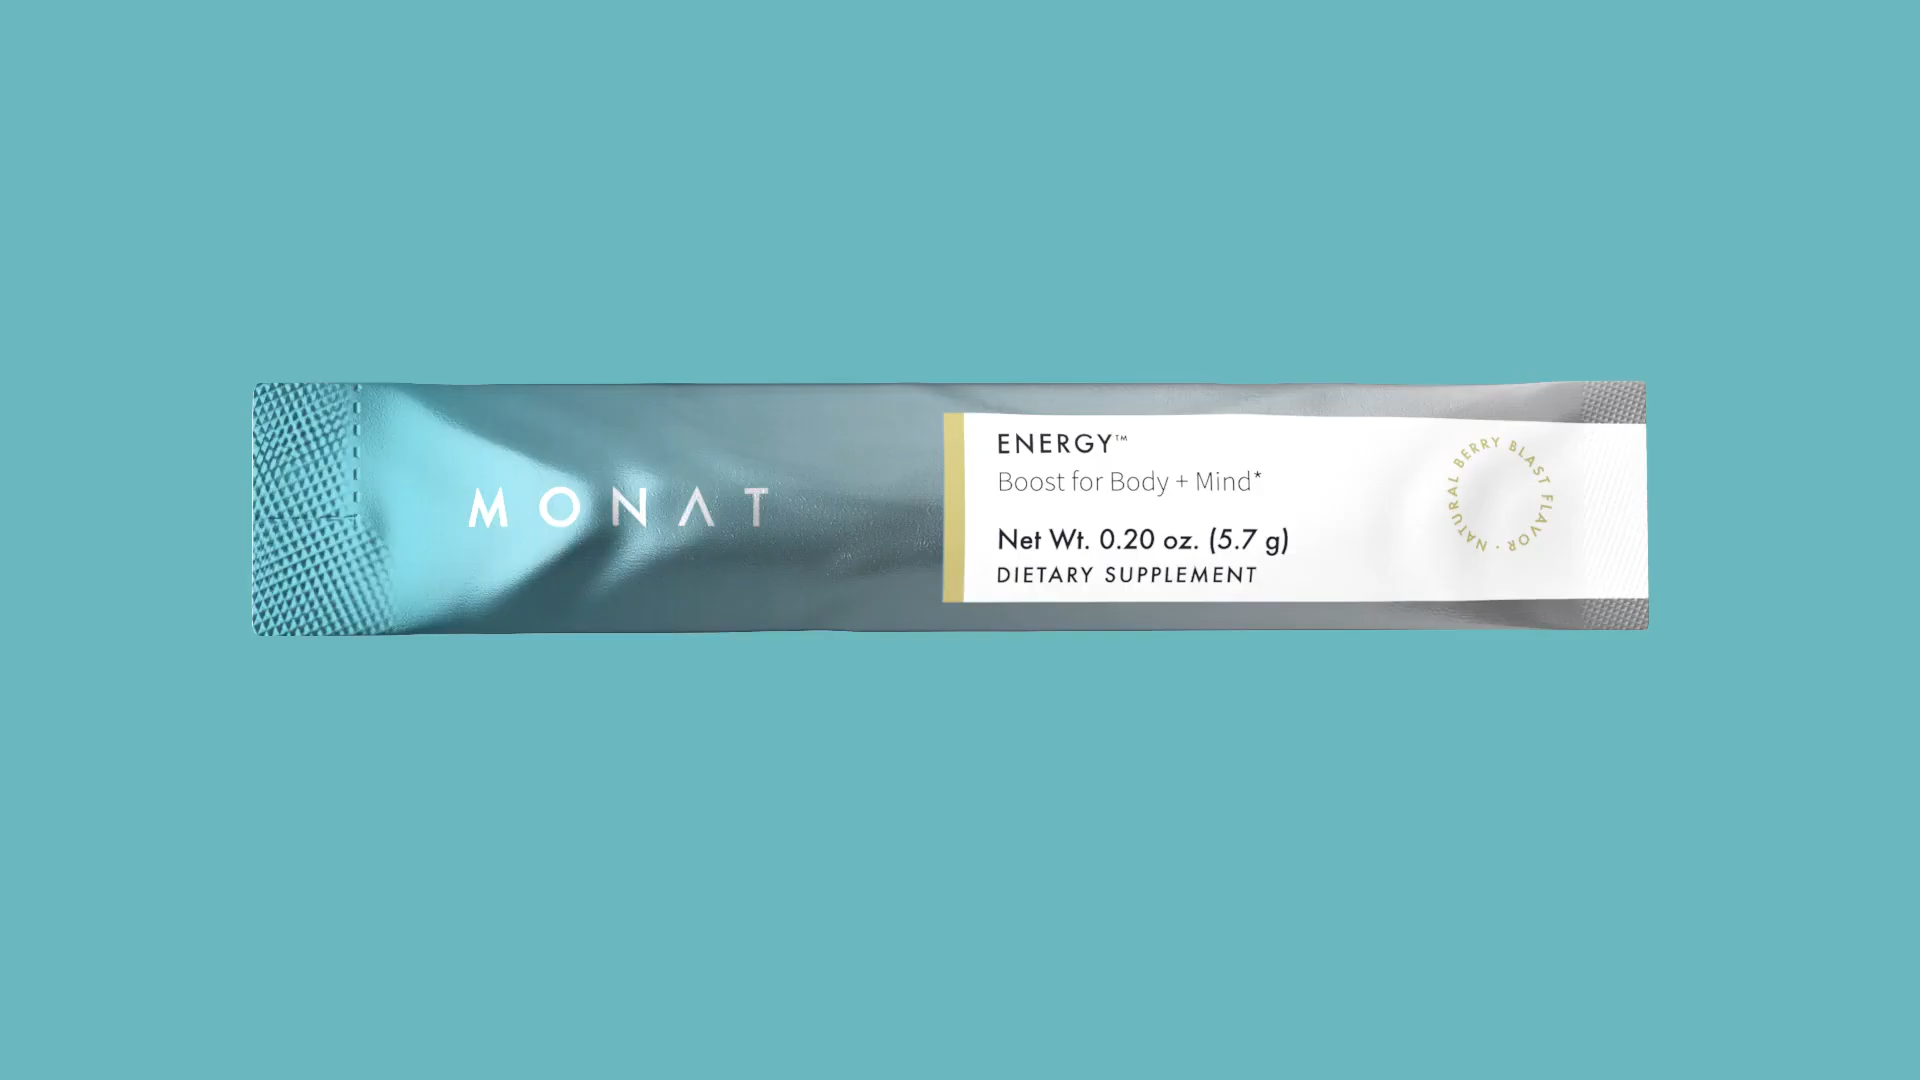 MONAT
ENERGY™
Boost for Body + Mind*
Net Wt. 0.20 oz. (5.7 g)
DIETARY SUPPLEMENT
NATURAL BERRY BLAST FLAVOR ·